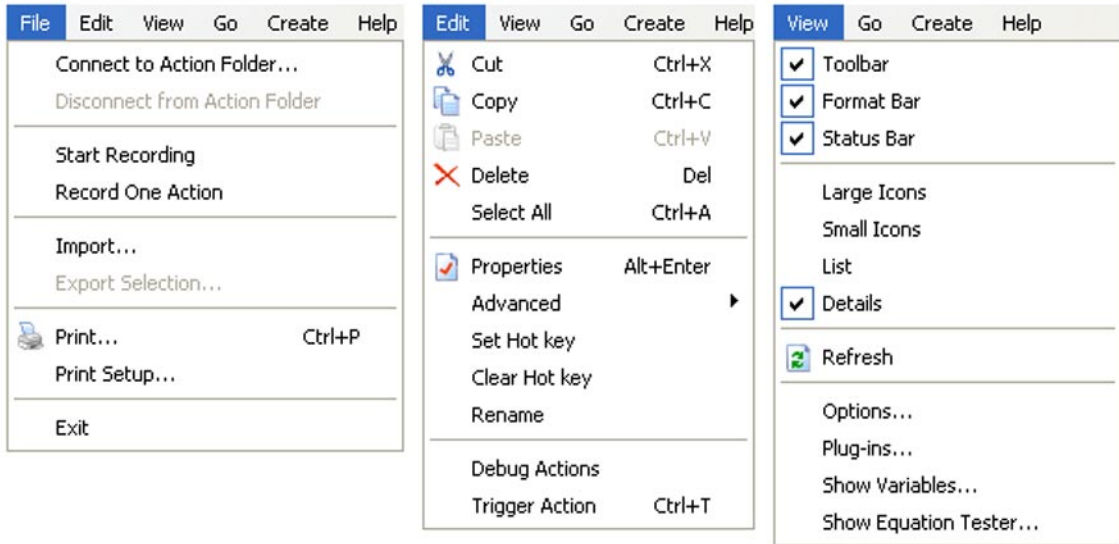 File Edit View Go Create Help
Connect to Action Folder...
Disconnect from Action Folder
Start Recording
Record One Action
Import...
Export Selection...
Print... Ctrl+P
Print Setup...
Exit
Edit View Go Create Help
Cut Ctrl+X
Copy Ctrl+C
Paste Ctrl+V
Delete Del
Select All Ctrl+A
Properties Alt+Enter
Advanced
Set Hot key
Clear Hot key
Rename
Debug Actions
Trigger Action Ctrl+T
View Go Create Help
Toolbar
Format Bar
Status Bar
Large Icons
Small Icons
List
Details
Refresh
Options...
Plug-ins...
Show Variables...
Show Equation Tester...